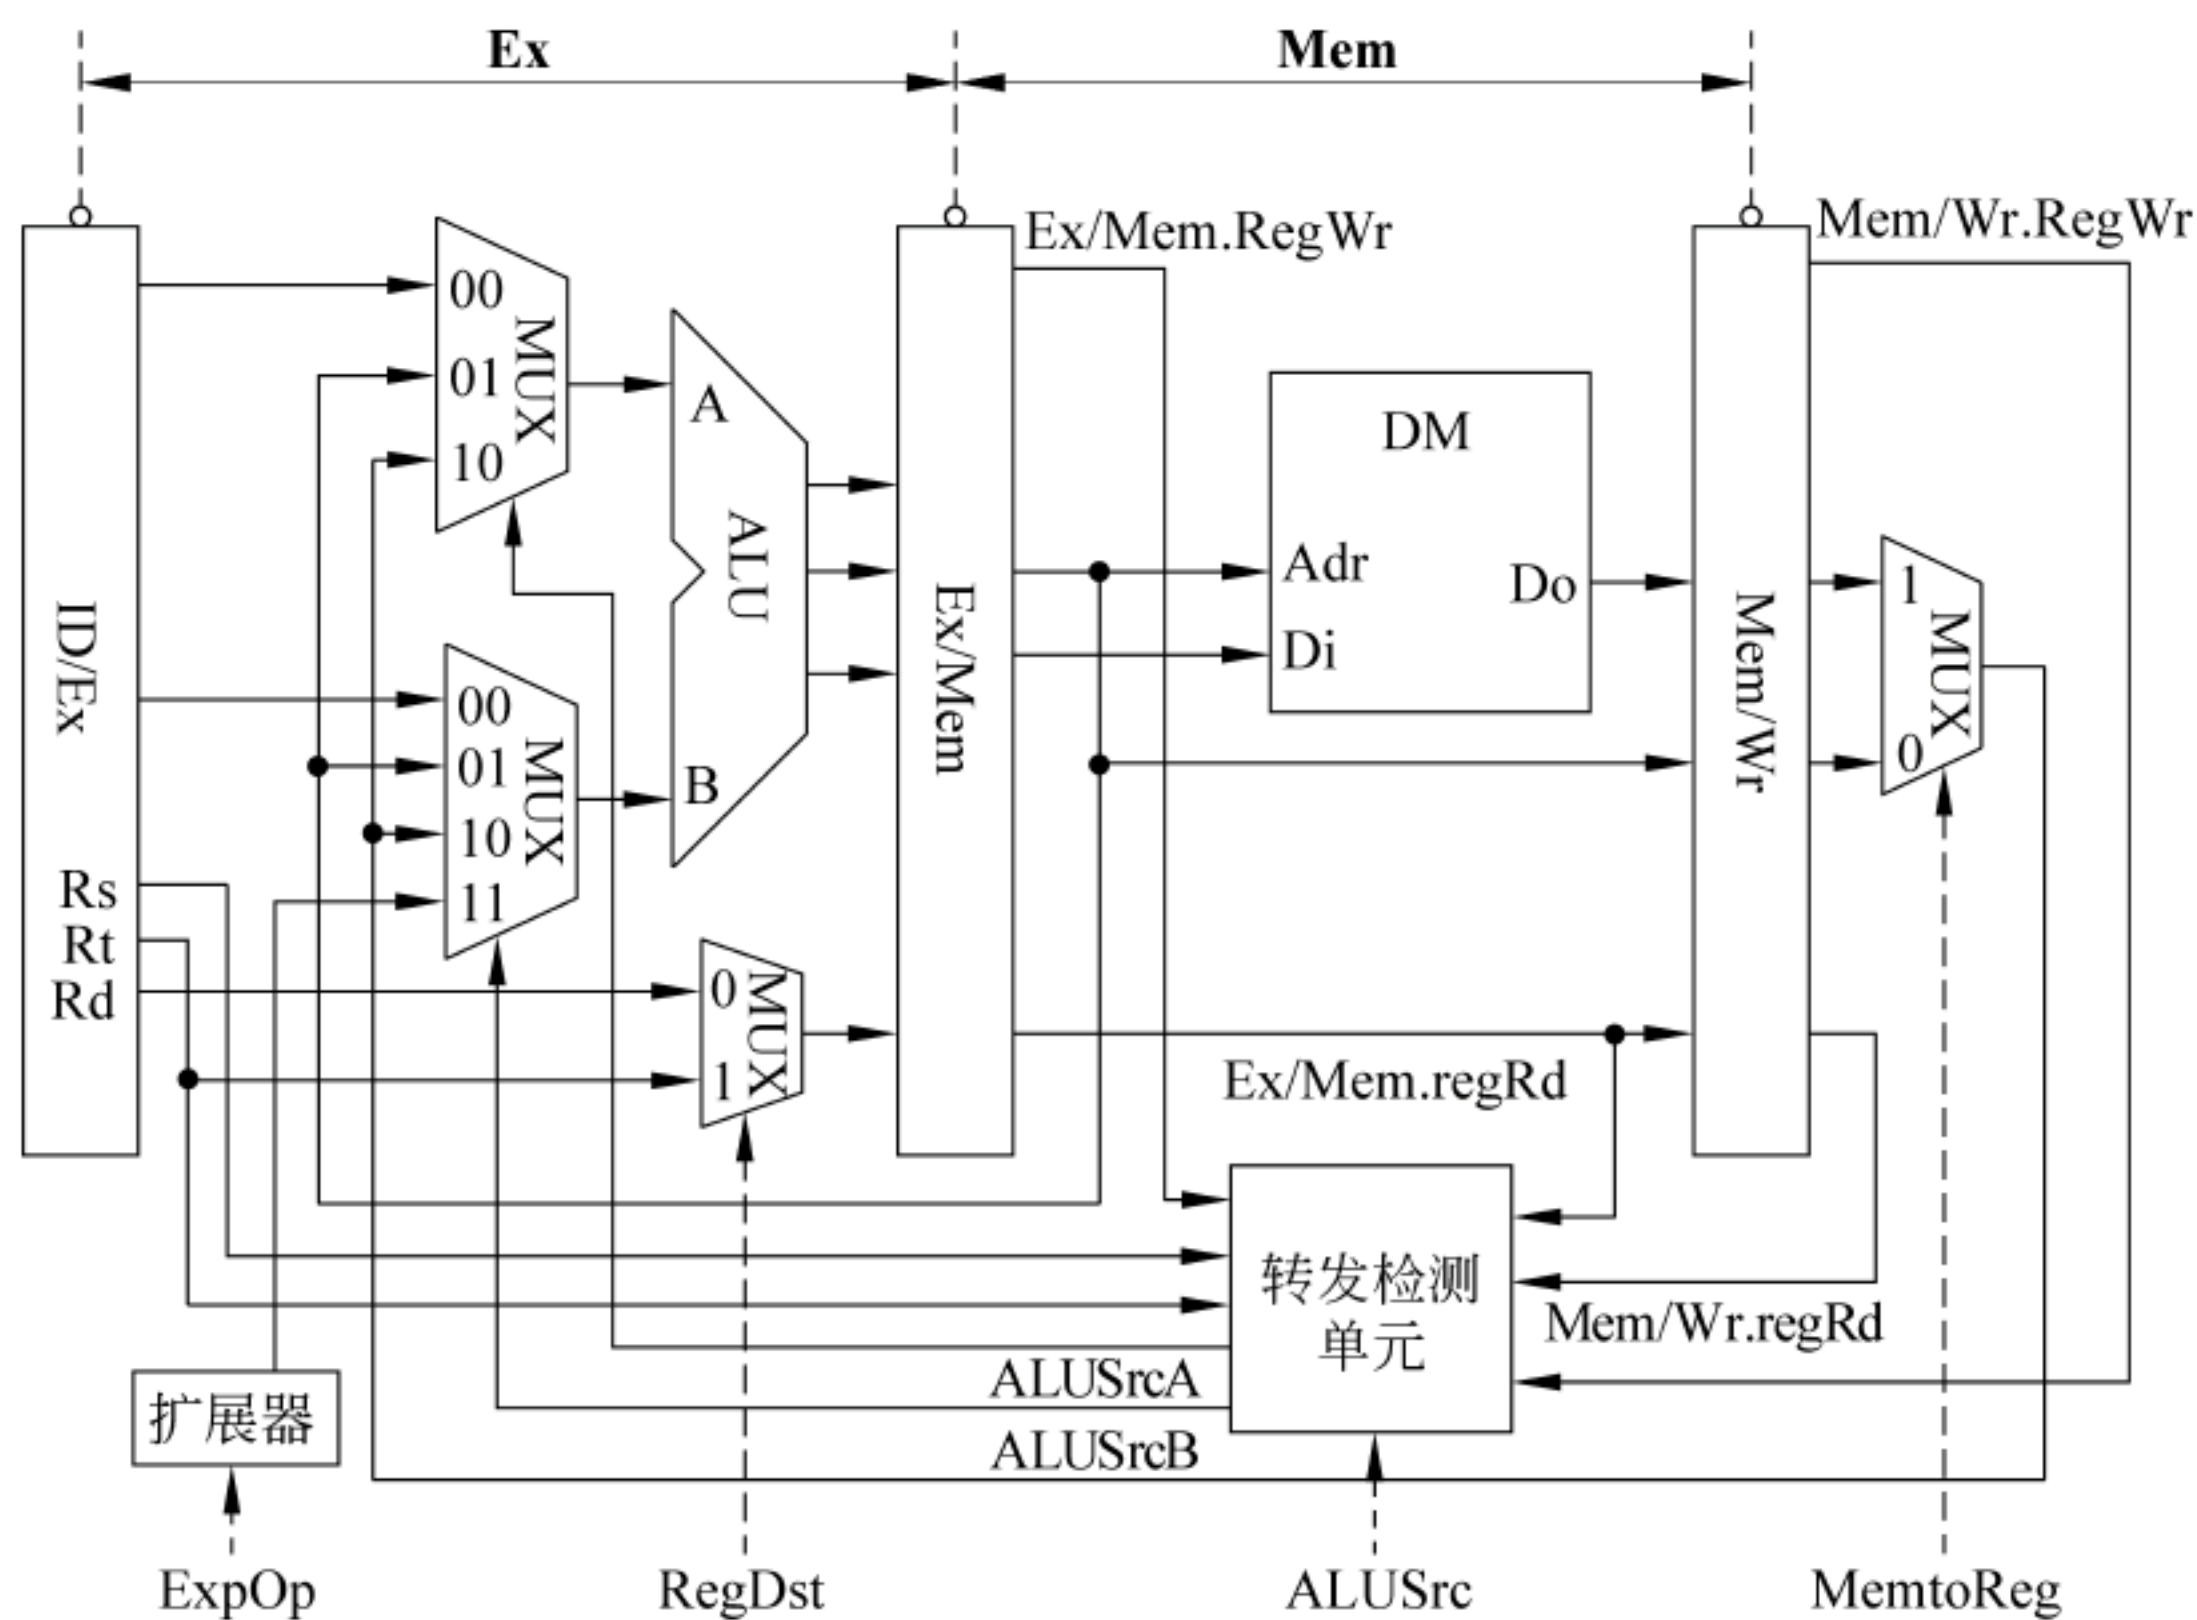 Ex
Mem
Ex/Mem.RegWr
Mem/Wr.RegWr
00
01
10
MUX
A
B
ALU
ID/Ex
00
01
10
11
MUX
Rs
Rt
Rd
0
1
MUX
Ex/Mem
DM
Adr
Di
Do
Mem/Wr
1
0
MUX
Ex/Mem.regRd
转发检测
单元
Mem/Wr.regRd
ALUSrcA
ALUSrcB
扩展器
ExpOp
RegDst
ALUSrc
MemtoReg